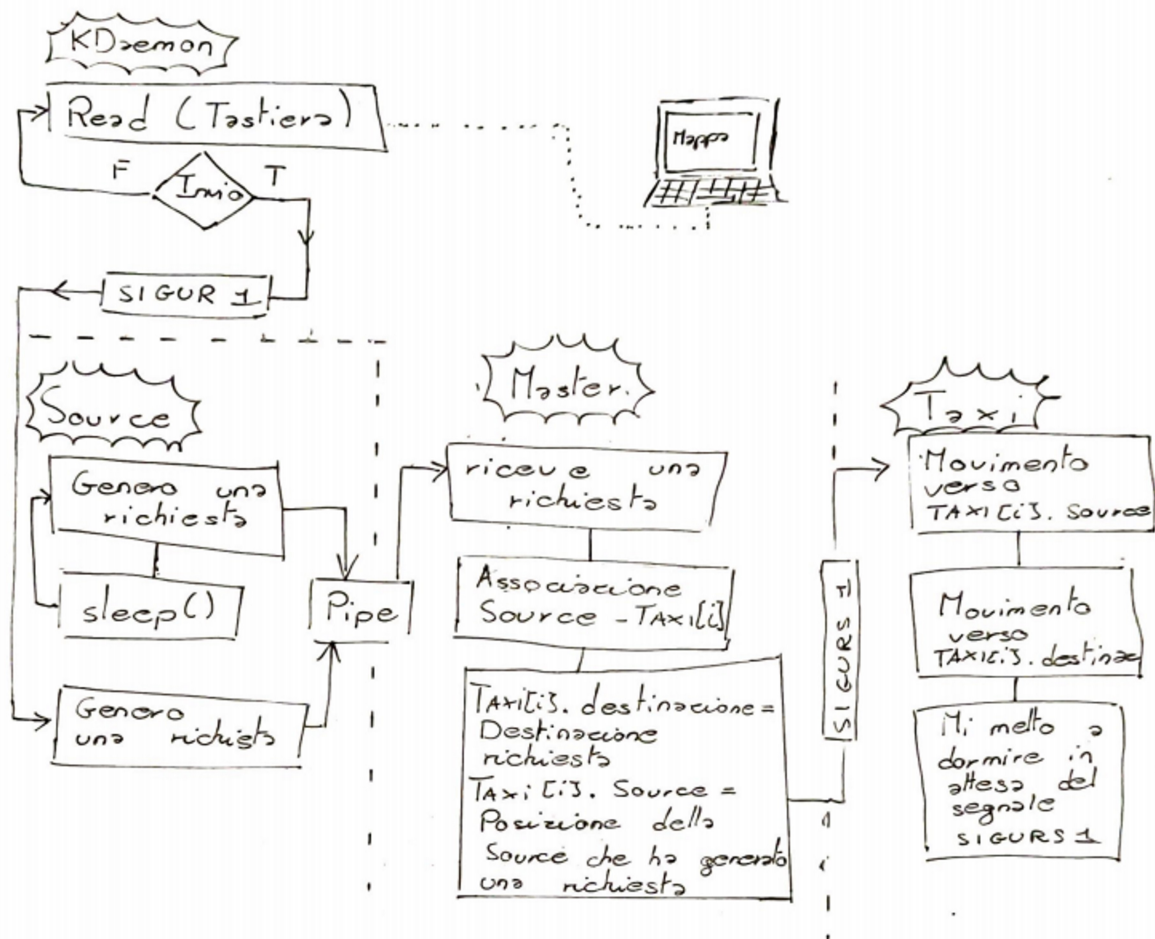 KDaemon
Read (Tastiera)
Mappa
F
T
Invio
SIGUR 1
Source
Master.
Taxi
Genero una
richiesta
sleep()
Pipe
Genero
una richista
riceve una
richiesta
Associazione
Source - TAXI[i]
TAXI[i]. destinazione =
Destinazione
richiesta
TAXi [i]. Source =
Posizione della
Source che ha generato
una richiesta
SIGURS 1
Movimento
verso
TAXI[i]. Source
Movimento
verso
TAXI[i]. destinaz
Mi metto a
dormire in
attesa del
segnale
SIGURS 1